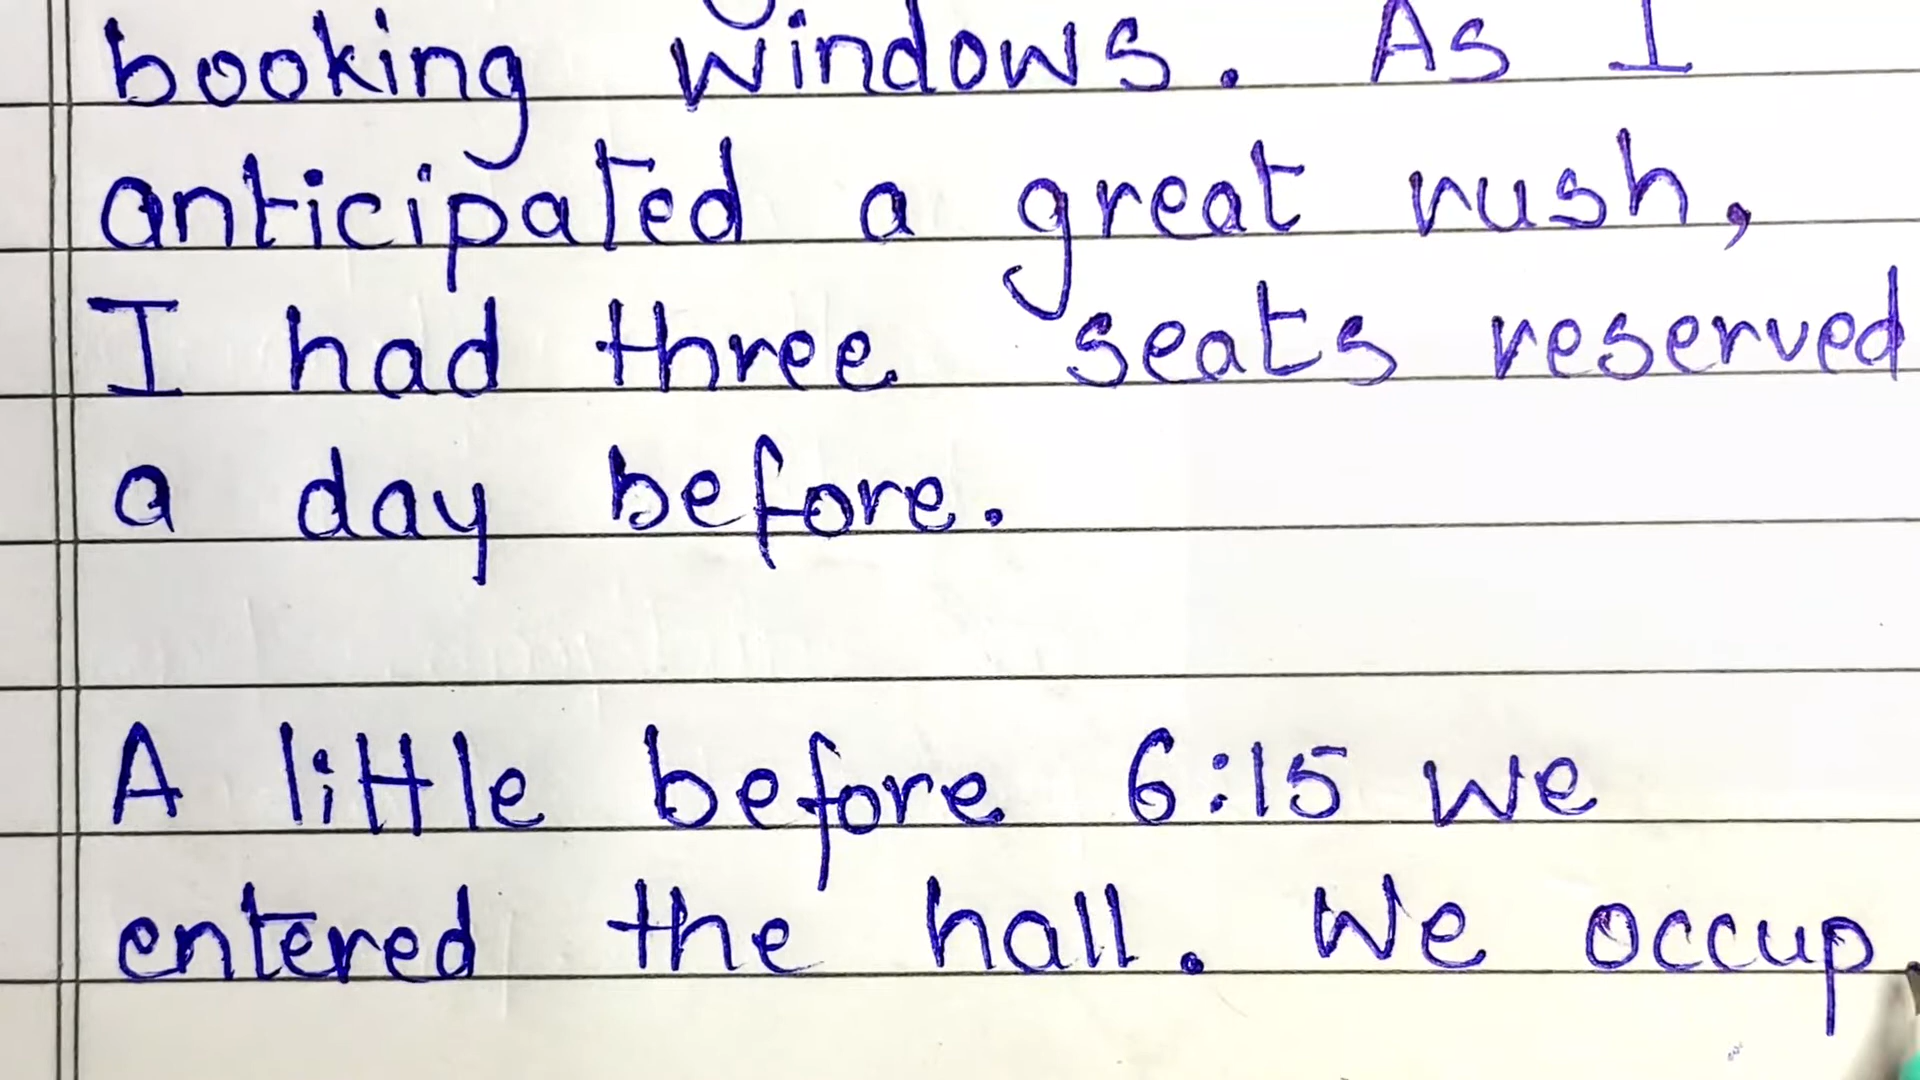 booking windows. As I
anticipated a great rush,
I had three seats reserved
a day before.
A little before 6:15 we
entered the hall. We occup